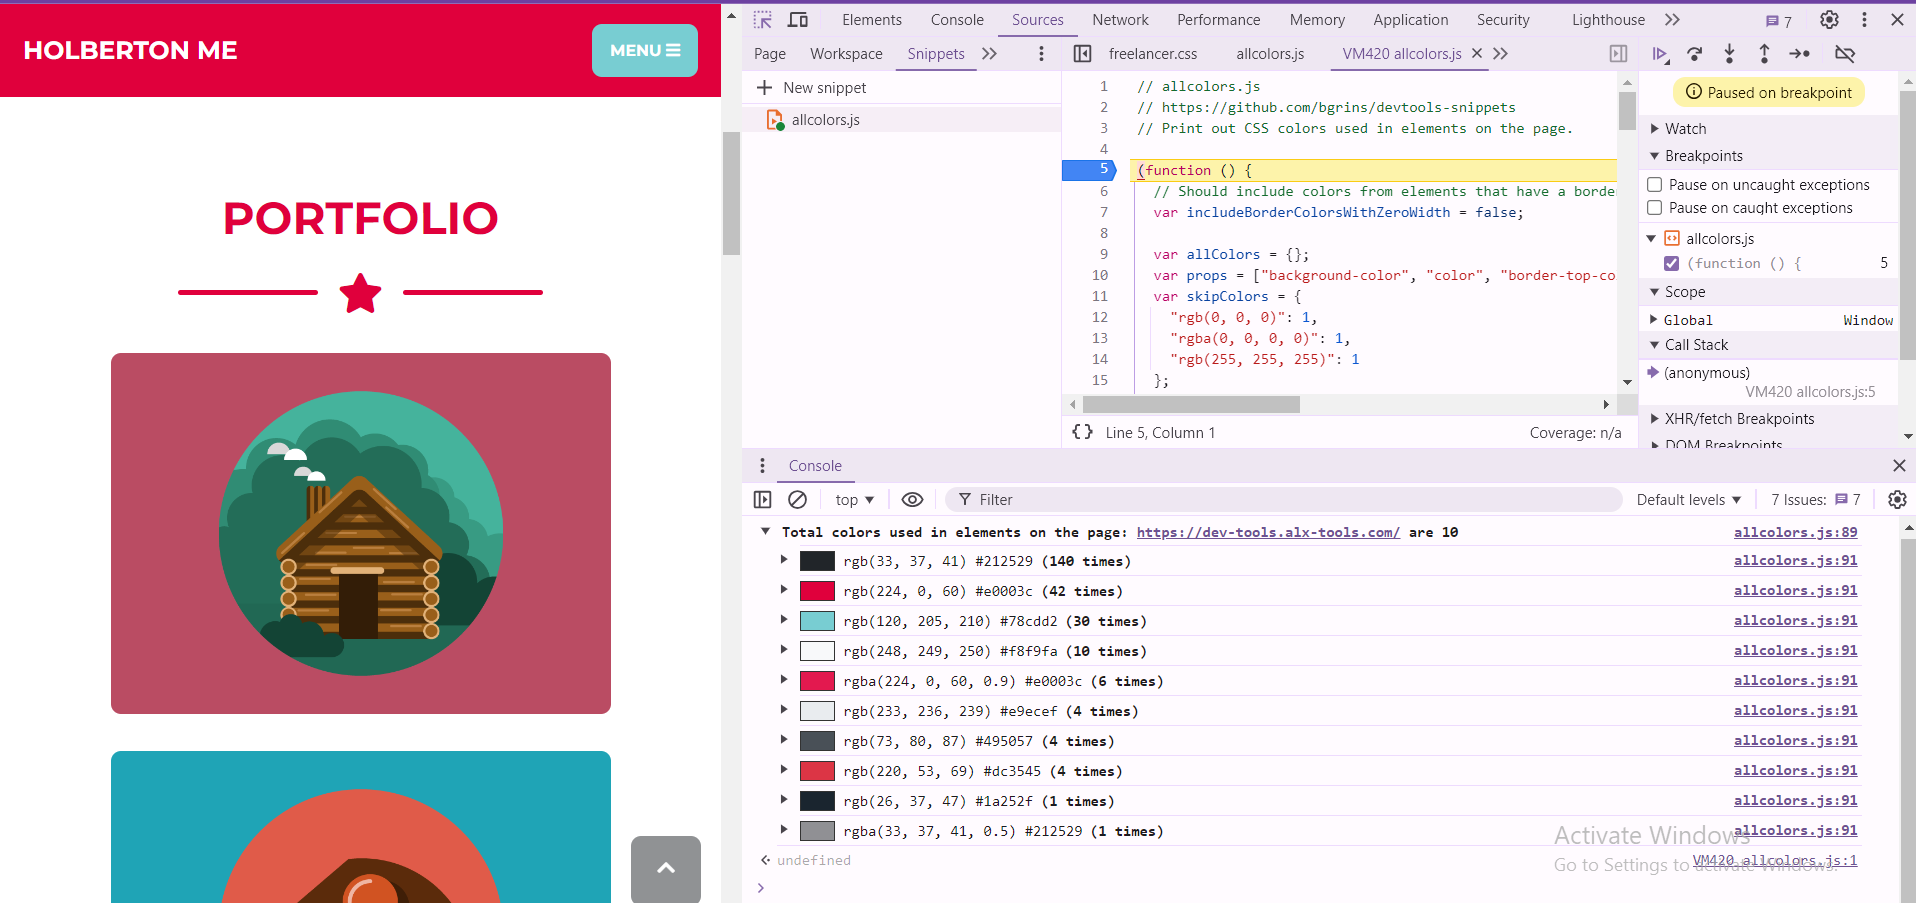 HOLBERTON ME
MENU
PORTFOLIO
Elements Console Sources Network Performance Memory Application Security Lighthouse 7
Page Workspace Snippets
New snippet
allcolors.js
freelancer.css allcolors.js VM420 allcolors.js
1 // allcolors.js
2 // https://github.com/bgrins/devtools-snippets
3 // Print out CSS colors used in elements on the page.
4
5 (function () {
6 // Should include colors from elements that have a borde
7 var includeBorderColorsWithZeroWidth = false;
8
9 var allColors = {};
10 var props = ["background-color", "color", "border-top-co
11 var skipColors = {
12 "rgb(0, 0, 0)": 1,
13 "rgba(0, 0, 0, 0)": 1,
14 "rgb(255, 255, 255)": 1
15 };
{} Line 5, Column 1 Coverage: n/a
Paused on breakpoint
Watch
Breakpoints
Pause on uncaught exceptions
Pause on caught exceptions
allcolors.js
(function () { 5
Scope
Global Window
Call Stack
(anonymous)
VM420 allcolors.js:5
XHR/fetch Breakpoints
DOM Breakpoints
Console
top Filter Default levels 7 Issues: 7
Total colors used in elements on the page: https://dev-tools.alx-tools.com/ are 10 allcolors.js:89
rgb(33, 37, 41) #212529 (140 times) allcolors.js:91
rgb(224, 0, 60) #e0003c (42 times) allcolors.js:91
rgb(120, 205, 210) #78cdd2 (30 times) allcolors.js:91
rgb(248, 249, 250) #f8f9fa (10 times) allcolors.js:91
rgba(224, 0, 60, 0.9) #e0003c (6 times) allcolors.js:91
rgb(233, 236, 239) #e9ecef (4 times) allcolors.js:91
rgb(73, 80, 87) #495057 (4 times) allcolors.js:91
rgb(220, 53, 69) #dc3545 (4 times) allcolors.js:91
rgb(26, 37, 47) #1a252f (1 times) allcolors.js:91
rgba(33, 37, 41, 0.5) #212529 (1 times) allcolors.js:91
undefined VM420 allcolors.js:1
Activate Windows
Go to Settings to activate Windows.